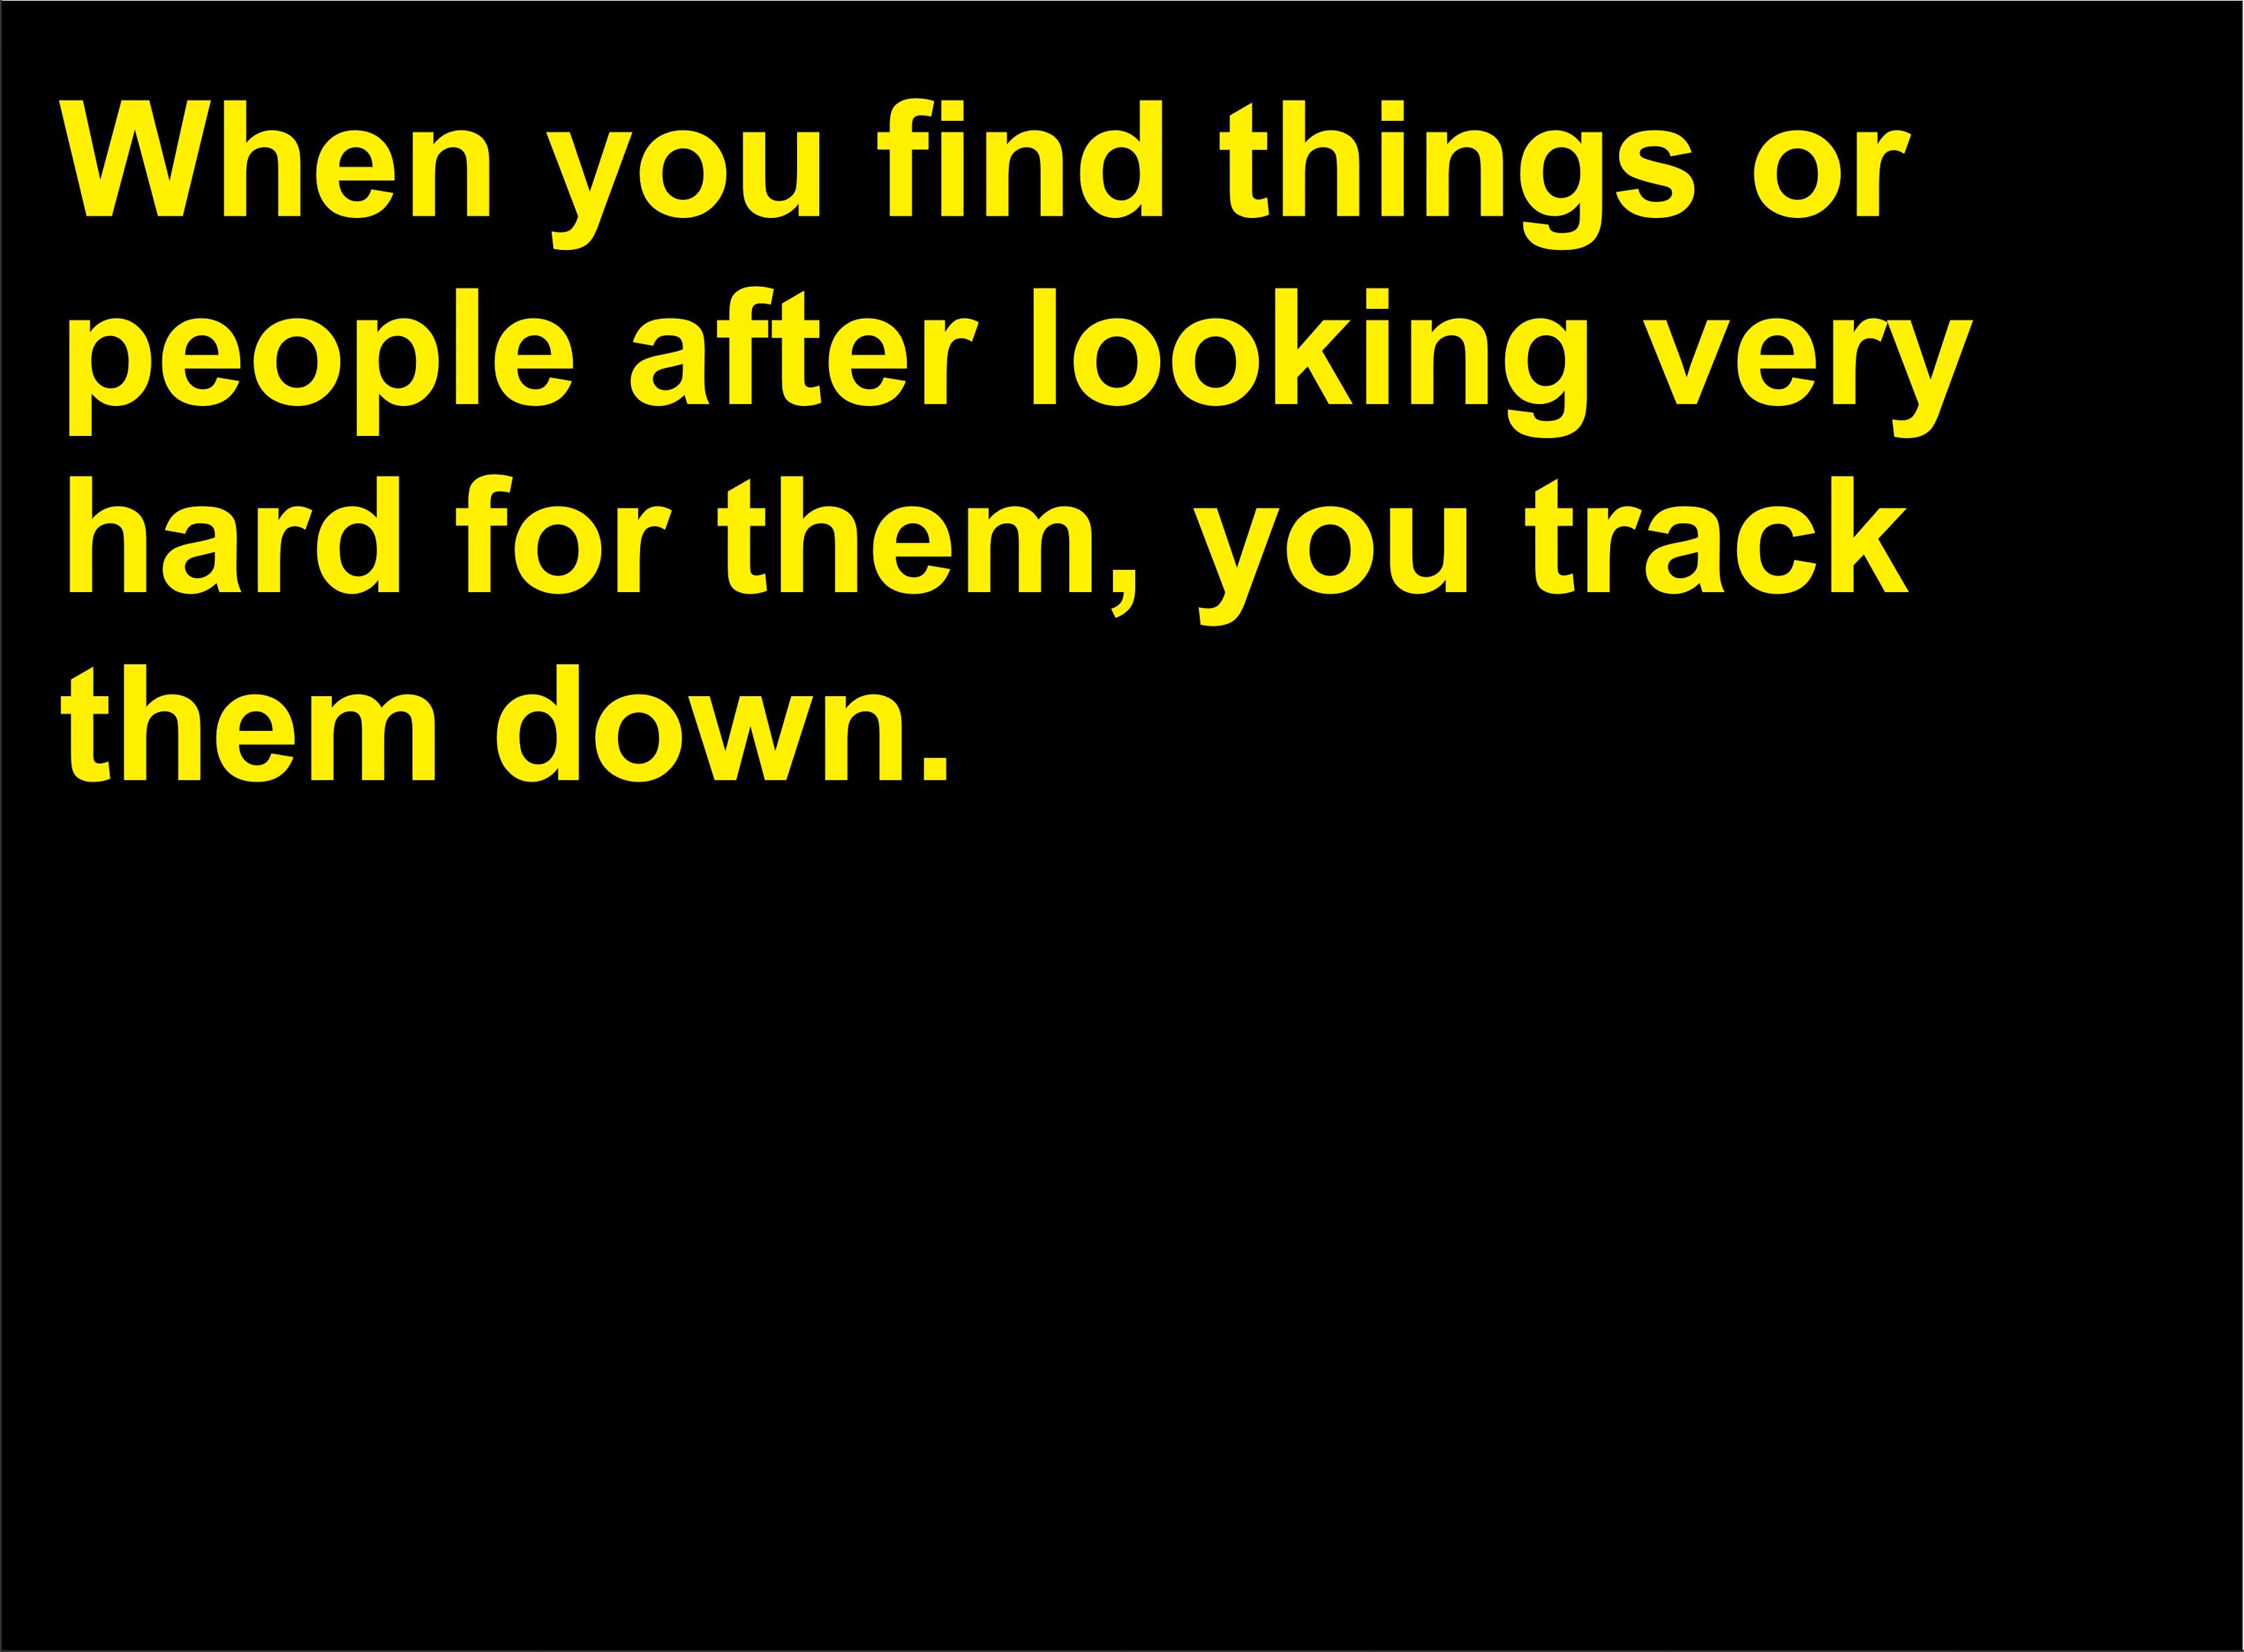 When you find things or
people after looking very
hard for them, you track
them down.